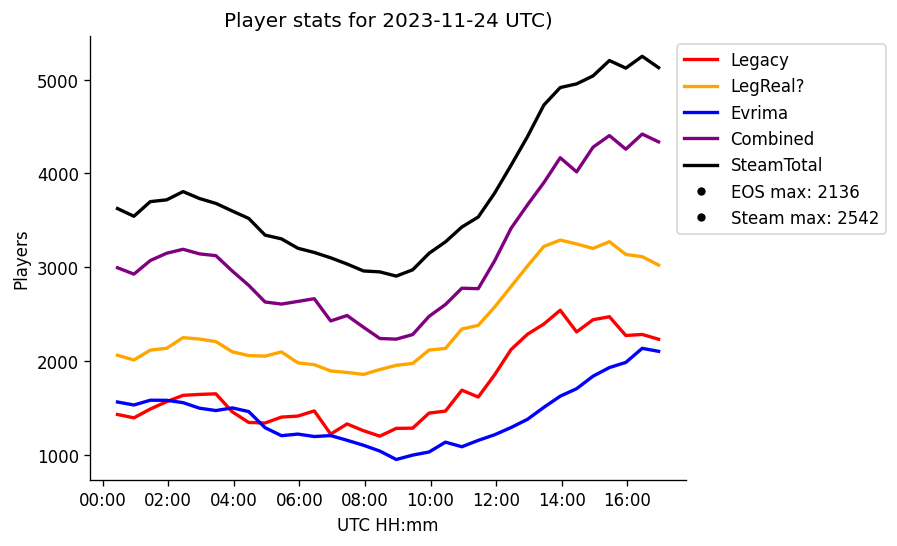 Player stats for 2023-11-24 UTC)
Players
5000
4000
3000
2000
1000
00:00 02:00 04:00 06:00 08:00 10:00 12:00 14:00 16:00
UTC HH:mm
Legacy
LegReal?
Evrima
Combined
SteamTotal
EOS max: 2136
Steam max: 2542